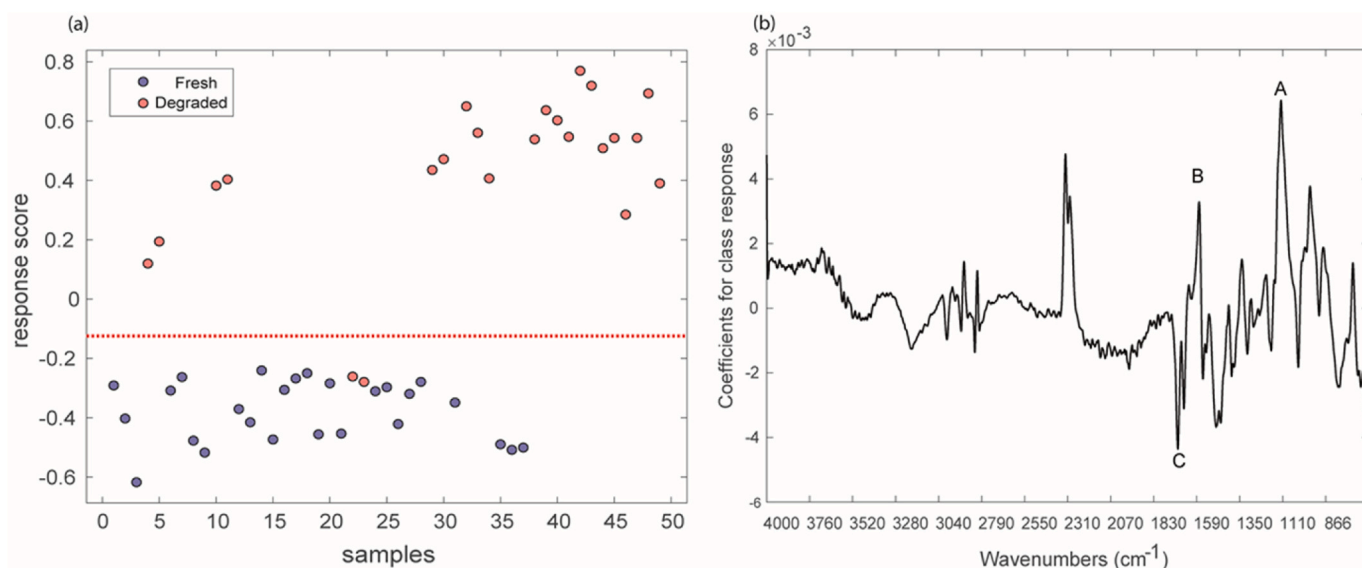 (a)
0.8
0.6
0.4
0.2
0
-0.2
-0.4
-0.6
response score
Fresh
Degraded
0 5 10 15 20 25 30 35 40 45 50
samples
(b)
×10⁻³
8
6
4
2
0
-2
-4
-6
Coefficients for class response
A
B
C
4000 3760 3520 3280 3040 2790 2550 2310 2070 1830 1590 1350 1110 866
Wavenumbers (cm⁻¹)